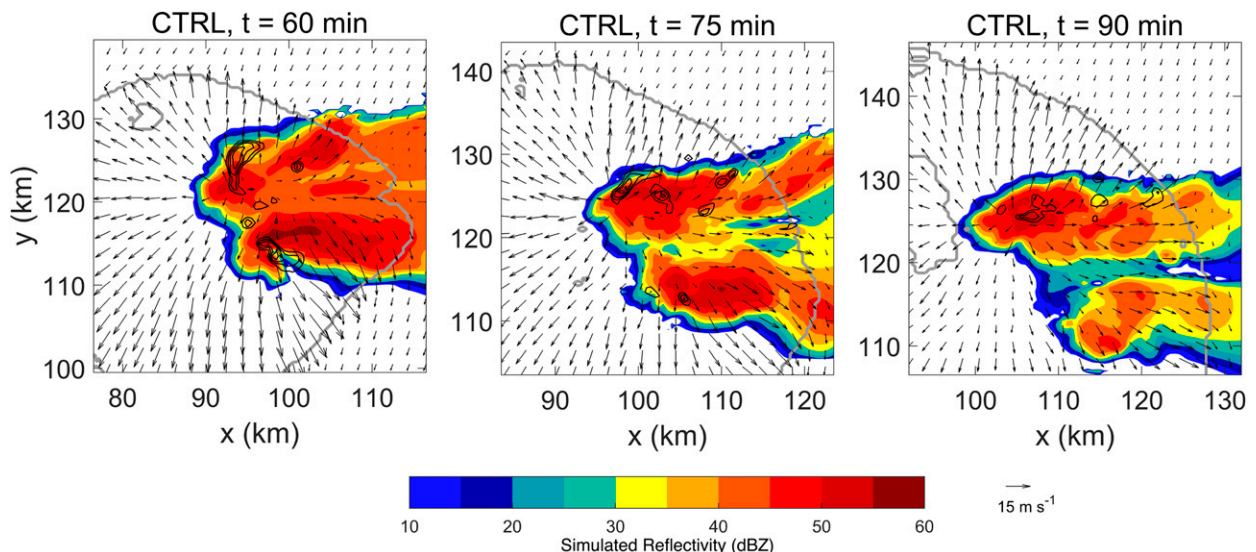 CTRL, t = 60 min
CTRL, t = 75 min
CTRL, t = 90 min
y (km)
130
120
110
100
80 90 100 110
x (km)
140
130
120
110
90 100 110 120
x (km)
140
130
120
110
100 110 120 130
x (km)
10 20 30 40 50 60
Simulated Reflectivity (dBZ)
15 m s⁻¹